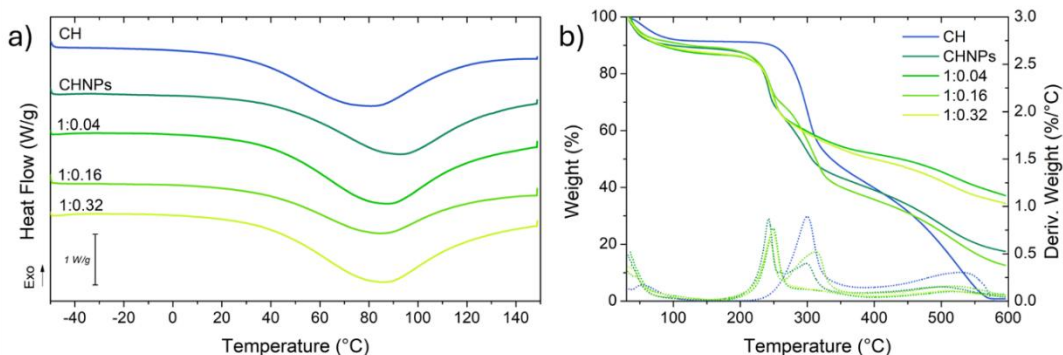 a)
CH
CHNPs
1:0.04
1:0.16
1:0.32
1 W/g
Exo
Heat Flow (W/g)
-40 -20 0 20 40 60 80 100 120 140
Temperature (°C)
b)
CH
CHNPs
1:0.04
1:0.16
1:0.32
100
80
60
40
20
0
Weight (%)
3.0
2.5
2.0
1.5
1.0
0.5
0.0
Deriv. Weight (%/°C)
100 200 300 400 500 600
Temperature (°C)